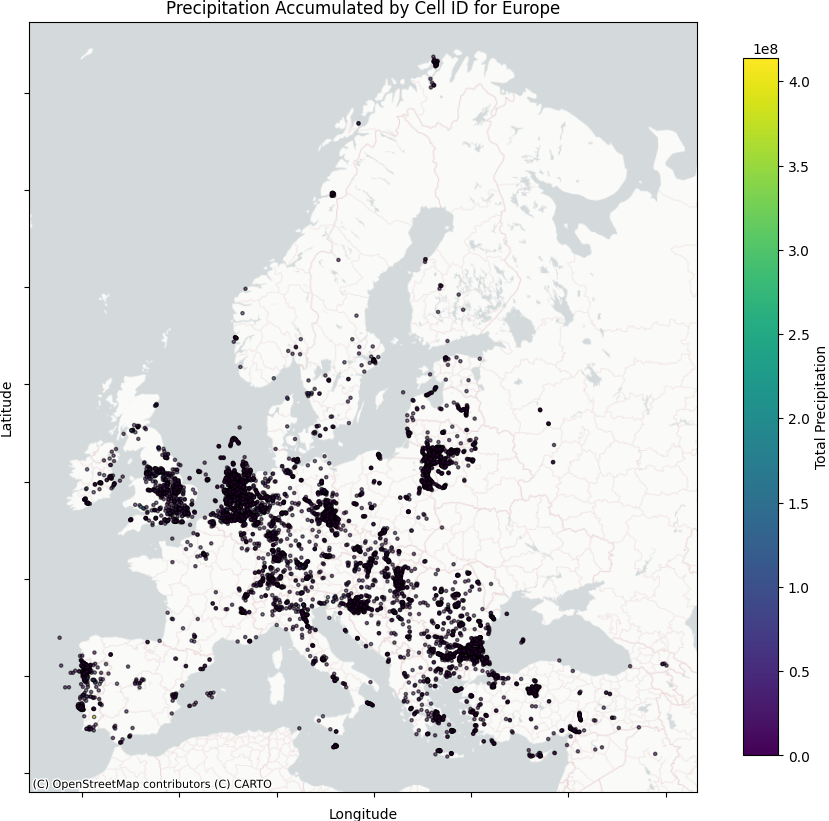 Precipitation Accumulated by Cell ID for Europe
1e8
4.0
3.5
3.0
2.5
2.0
1.5
1.0
0.5
0.0
Total Precipitation
Latitude
(C) OpenStreetMap contributors (C) CARTO
Longitude